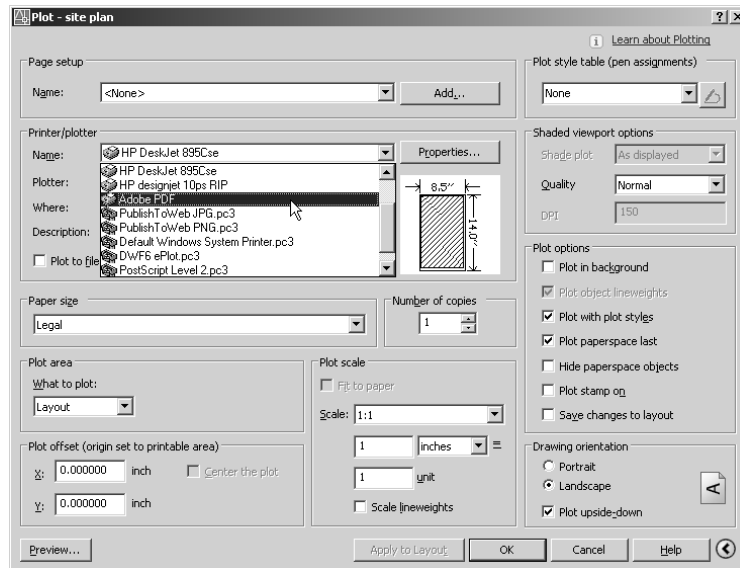 Plot - site plan
Learn about Plotting
Page setup
Name:
<None>
Add...
Plot style table (pen assignments)
None
Printer/plotter
Name:
HP DeskJet 895Cse
Properties...
HP DeskJet 895Cse
HP designjet 10ps RIP
Adobe PDF
PublishToWeb JPG.pc3
PublishToWeb PNG.pc3
Default Windows System Printer.pc3
DWF6 ePlot.pc3
PostScript Level 2.pc3
Plotter:
Where:
Description:
Plot to file
8.5″
14.0″
Shaded viewport options
Shade plot
As displayed
Quality
Normal
DPI
150
Paper size
Legal
Number of copies
1
Plot area
What to plot:
Layout
Plot scale
Fit to paper
Scale:
1:1
1
inches
=
1
unit
Scale lineweights
Plot offset (origin set to printable area)
X:
0.000000
inch
Center the plot
Y:
0.000000
inch
Plot options
Plot in background
Plot object lineweights
Plot with plot styles
Plot paperspace last
Hide paperspace objects
Plot stamp on
Save changes to layout
Drawing orientation
Portrait
Landscape
Plot upside-down
A
Preview...
Apply to Layout
OK
Cancel
Help